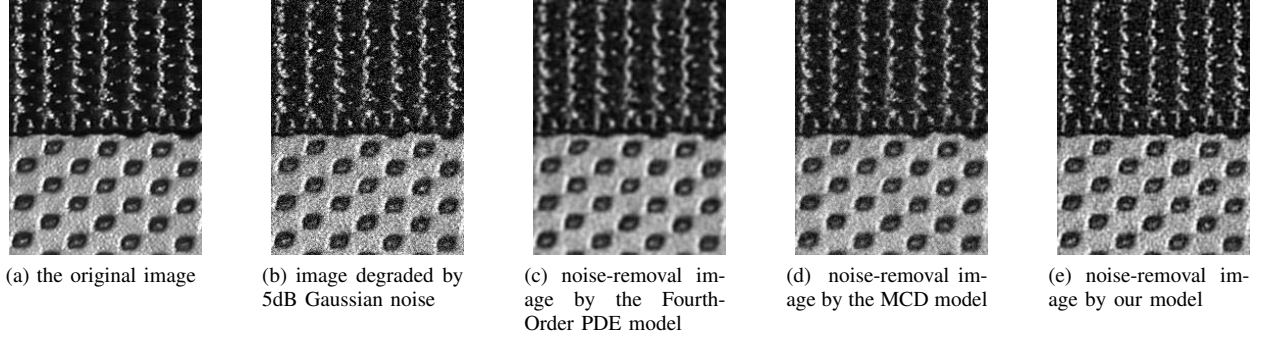 (a) the original image
(b) image degraded by
5dB Gaussian noise
(c) noise-removal im-
age by the Fourth-
Order PDE model
(d) noise-removal im-
age by the MCD model
(e) noise-removal im-
age by our model